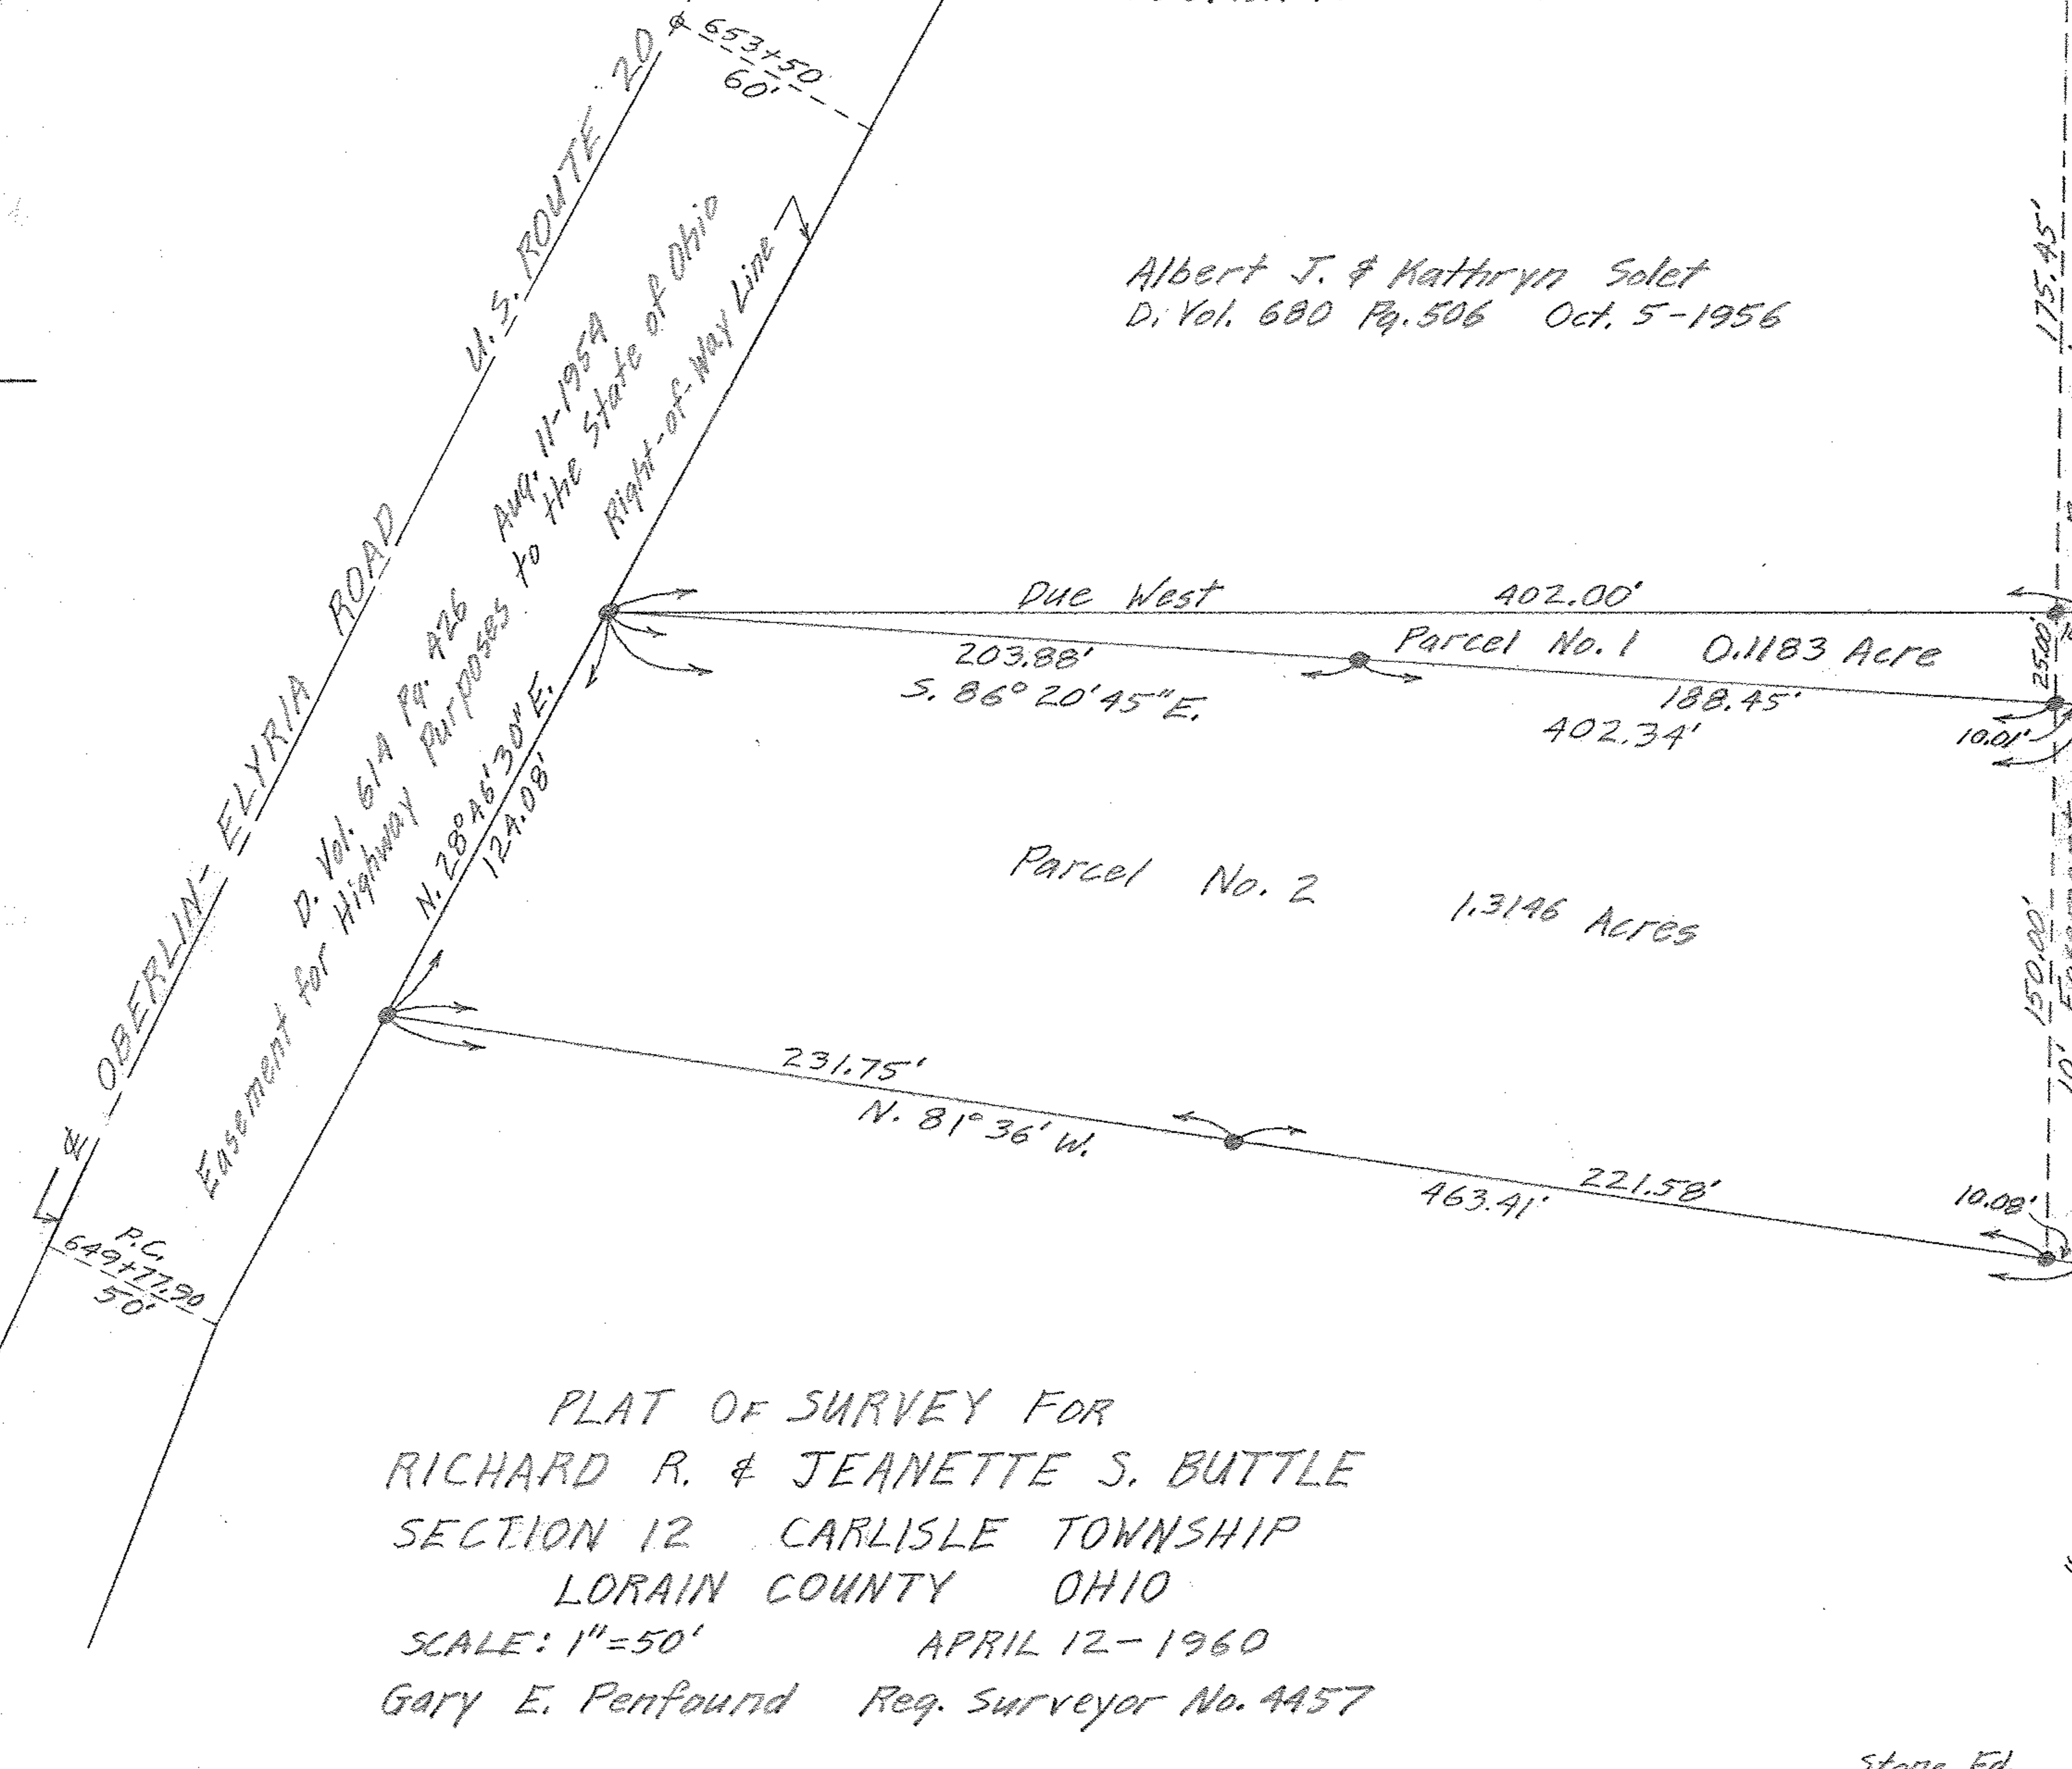 653+50
60'
U.S. ROUTE 20
OBERLIN - ELYRIA ROAD
D. Vol. 614 Pg. 426 Aug. 11-1954
Easement for Highway Purposes to the State of Ohio
Right-of-Way Line
Albert J. & Kathryn Solet
D. Vol. 680 Pg. 506 Oct. 5-1956
175.45'
Due West 402.00'
Parcel No. 1 0.1183 Acre
25.00'
203.88'
S. 86° 20' 45" E.
188.45'
402.34'
10.01'
N. 28° 46' 30" E.
124.08'
Parcel No. 2 1.3146 Acres
150.00'
10'
231.75'
N. 81° 36' W.
221.58'
463.41'
10.08'
P.C.
649+77.90
50'
PLAT OF SURVEY FOR
RICHARD R. & JEANETTE S. BUTTLE
SECTION 12 CARLISLE TOWNSHIP
LORAIN COUNTY OHIO
SCALE: 1"=50' APRIL 12-1960
Gary E. Penfound Reg. Surveyor No. 4457
Stone Fd.